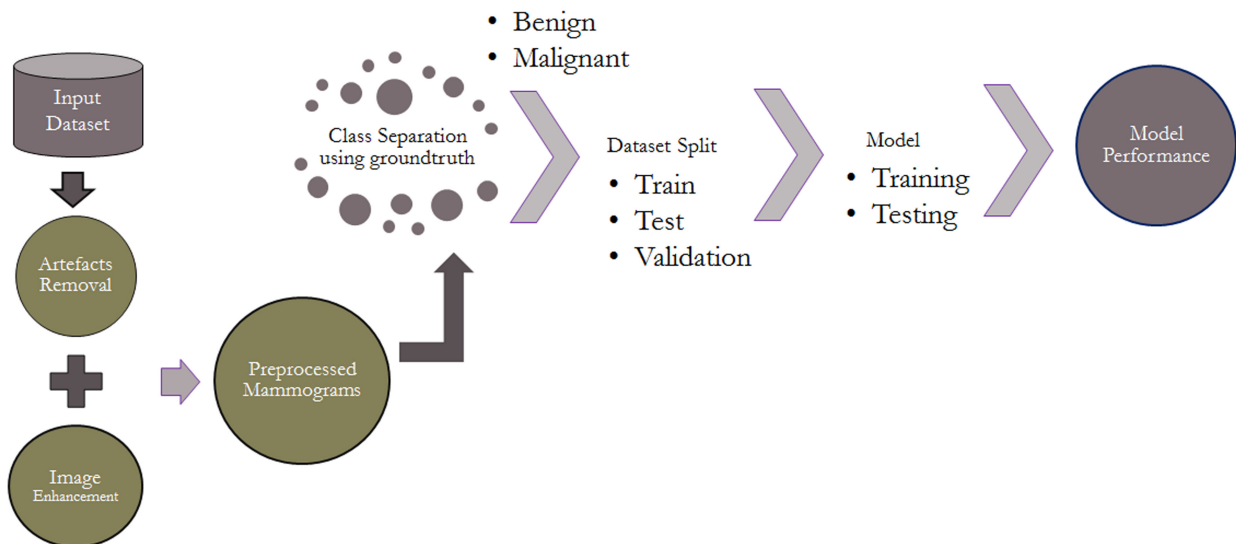 Input
Dataset
Artefacts
Removal
Image
Enhancement
Preprocessed
Mammograms
Class Separation
using groundtruth
• Benign
• Malignant
Dataset Split
• Train
• Test
• Validation
Model
• Training
• Testing
Model
Performance